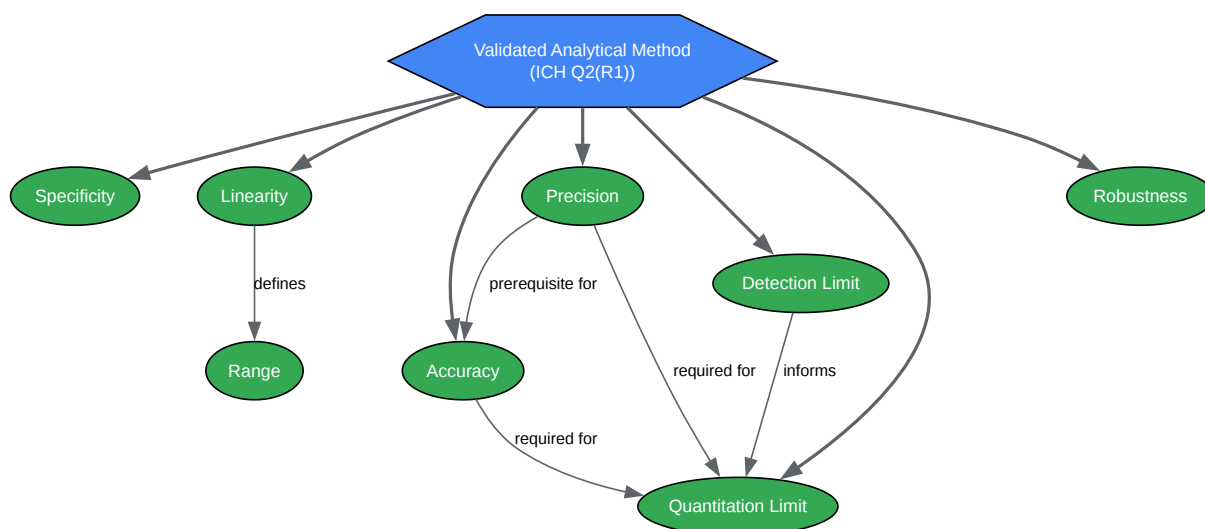 Validated Analytical Method
(ICH Q2(R1))
Specificity
Linearity
Precision
Robustness
defines
prerequisite for
Detection Limit
Range
Accuracy
required for
informs
required for
Quantitation Limit